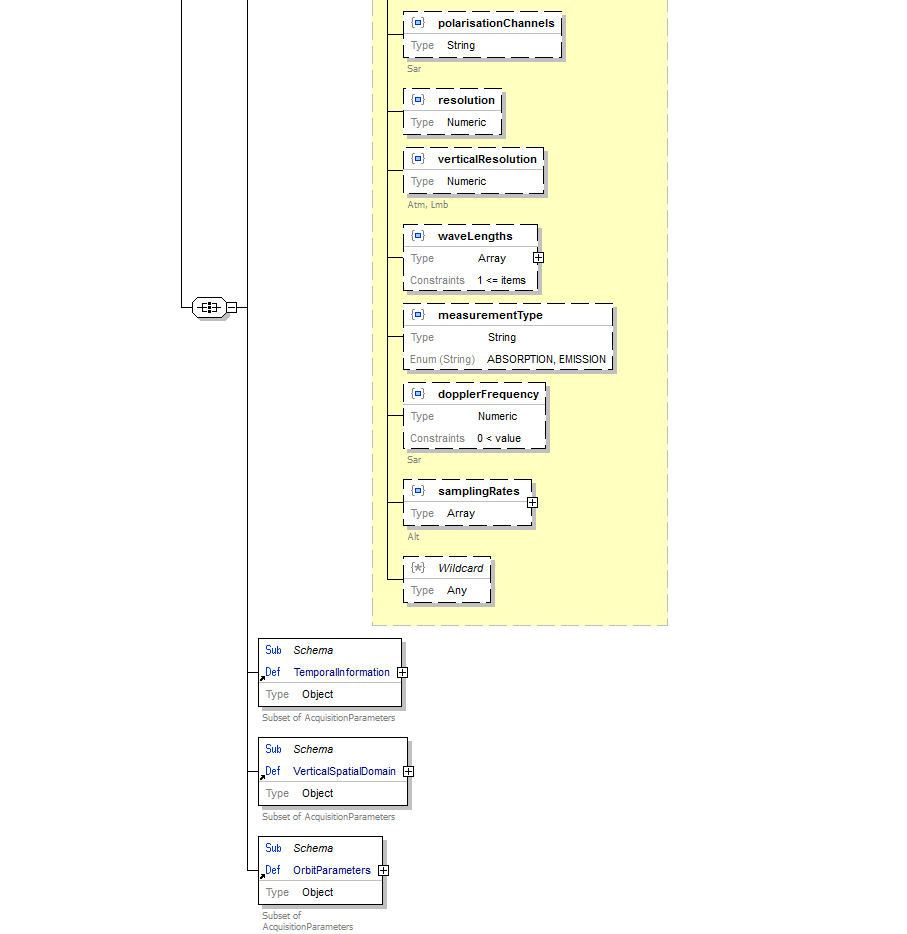 polarisationChannels
Type String
Sar
resolution
Type Numeric
verticalResolution
Type Numeric
Atm, Lmb
waveLengths
Type Array
Constraints 1 <= items
measurementType
Type String
Enum (String) ABSORPTION, EMISSION
dopplerFrequency
Type Numeric
Constraints 0 < value
Sar
samplingRates
Type Array
Alt
Wildcard
Type Any
Sub Schema
Def TemporalInformation
Type Object
Subset of AcquisitionParameters
Sub Schema
Def VerticalSpatialDomain
Type Object
Subset of AcquisitionParameters
Sub Schema
Def OrbitParameters
Type Object
Subset of
AcquisitionParameters